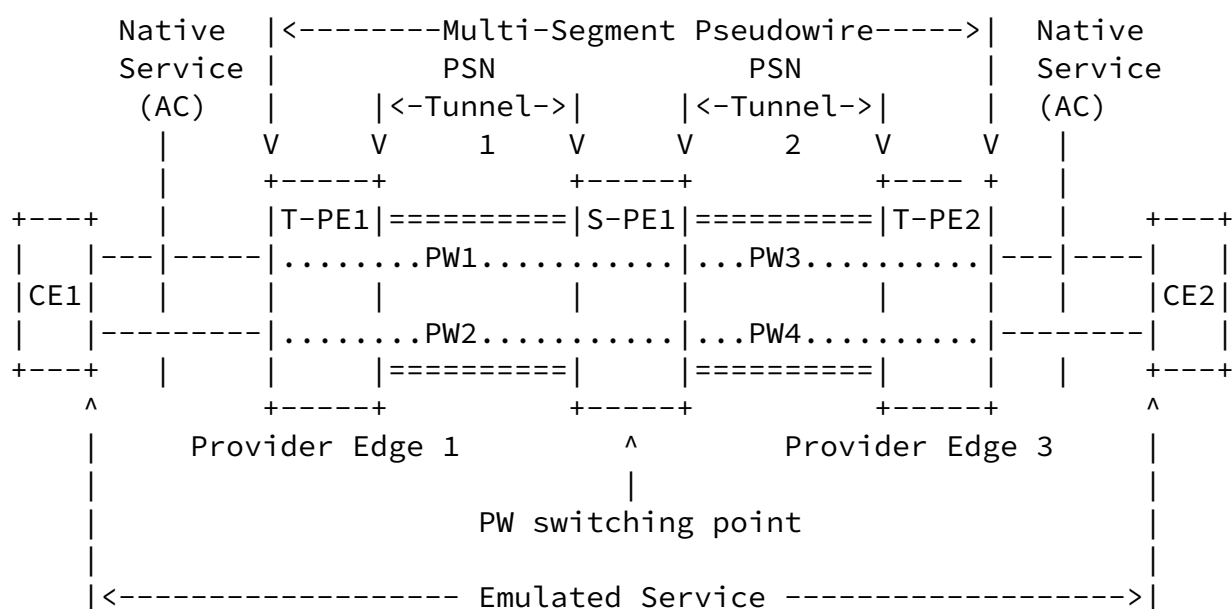 Native |<--------Multi-Segment Pseudowire----->| Native
Service | PSN PSN | Service
(AC) | |<-Tunnel->| |<-Tunnel->| | (AC)
| V V 1 V V 2 V V |
| +-----+ +-----+ +---- + |
+---+ |T-PE1|==========|S-PE1|==========|T-PE2| +---+
| |---|-----|........PW1...........|...PW3..........|---|----| |
|CE1| | | | | | | | | |CE2|
| |---------|........PW2...........|...PW4..........|--------| |
+---+ | | |==========| |==========| | | +---+
^ +-----+ +-----+ +-----+ ^
| Provider Edge 1 ^ Provider Edge 3 |
| | |
| PW switching point |
| |
|<------------------- Emulated Service ------------------->|